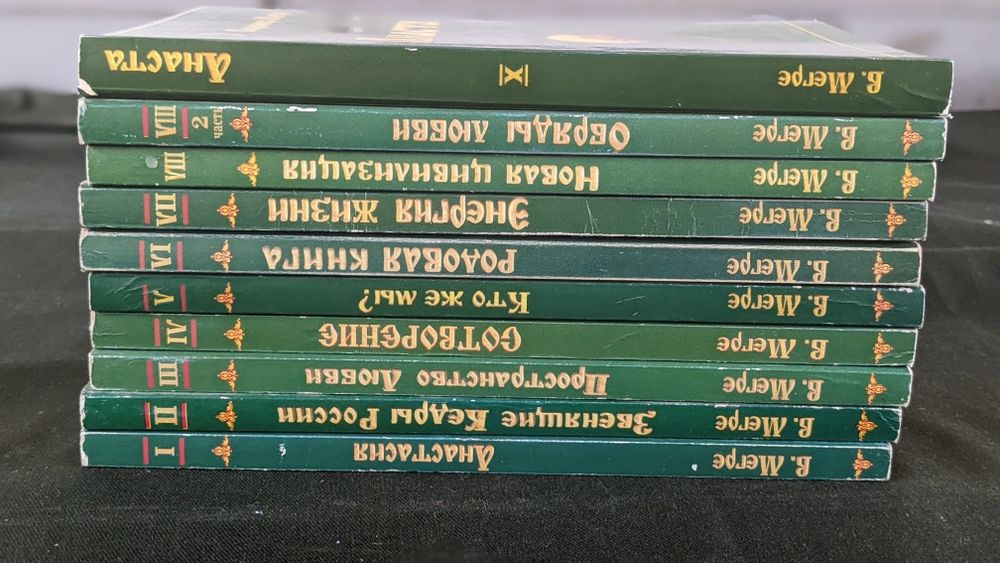 В. Мегре X Анаста
В. Мегре Обряды любви VIII 2 часть
В. Мегре Новая цивилизация VIII
В. Мегре Энергия жизни VII
В. Мегре Родовая книга VI
В. Мегре Кто же мы? V
В. Мегре Сотворение IV
В. Мегре Пространство Любви III
В. Мегре Звенящие Кедры России II
В. Мегре Анастасия I